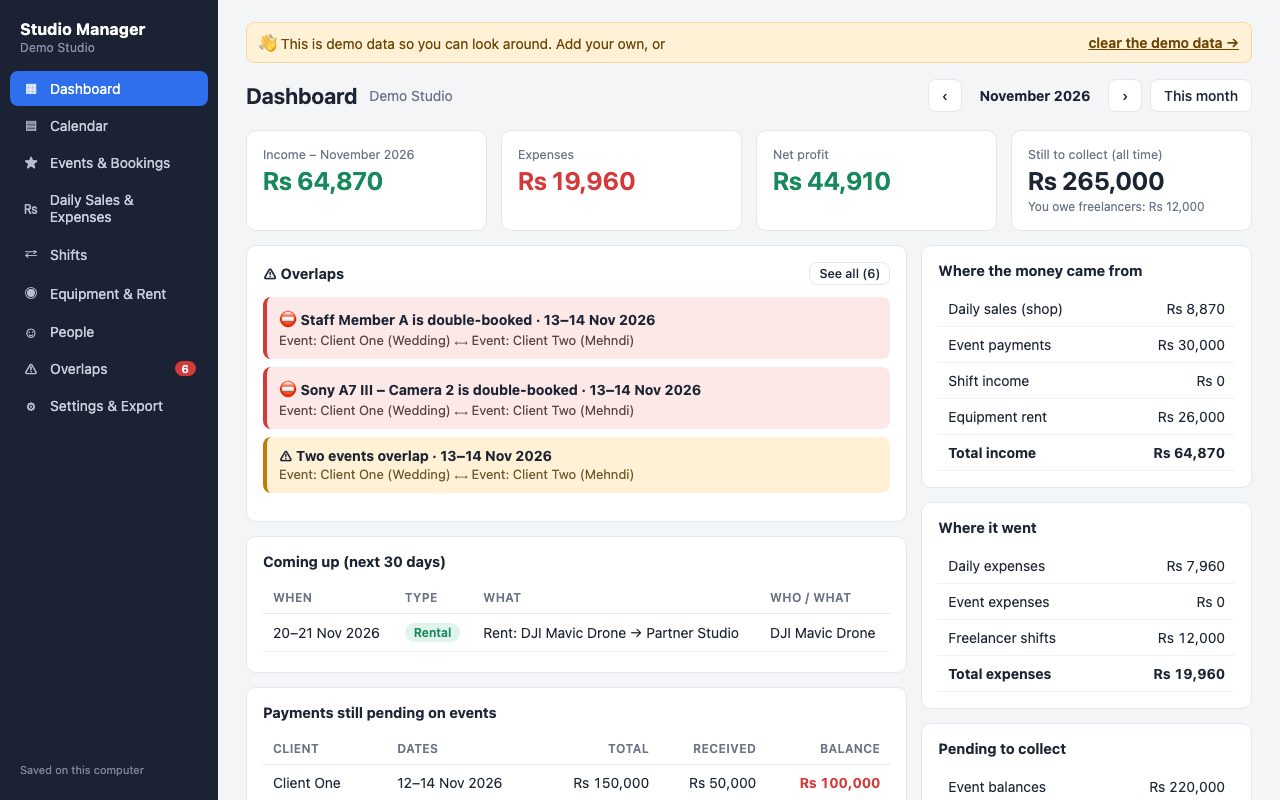 Studio Manager
Demo Studio
Dashboard
Calendar
Events & Bookings
Rs Daily Sales &
Expenses
Shifts
Equipment & Rent
People
Overlaps 6
Settings & Export
Saved on this computer
👋 This is demo data so you can look around. Add your own, or clear the demo data →
Dashboard Demo Studio
‹ November 2026 › This month
Income – November 2026
Rs 64,870
Expenses
Rs 19,960
Net profit
Rs 44,910
Still to collect (all time)
Rs 265,000
You owe freelancers: Rs 12,000
⚠ Overlaps See all (6)
⛔ Staff Member A is double-booked · 13–14 Nov 2026
Event: Client One (Wedding) ↔ Event: Client Two (Mehndi)
⛔ Sony A7 III – Camera 2 is double-booked · 13–14 Nov 2026
Event: Client One (Wedding) ↔ Event: Client Two (Mehndi)
⚠ Two events overlap · 13–14 Nov 2026
Event: Client One (Wedding) ↔ Event: Client Two (Mehndi)
Coming up (next 30 days)
WHEN TYPE WHAT WHO / WHAT
20–21 Nov 2026 Rental Rent: DJI Mavic Drone → Partner Studio DJI Mavic Drone
Payments still pending on events
CLIENT DATES TOTAL RECEIVED BALANCE
Client One 12–14 Nov 2026 Rs 150,000 Rs 50,000 Rs 100,000
Where the money came from
Daily sales (shop) Rs 8,870
Event payments Rs 30,000
Shift income Rs 0
Equipment rent Rs 26,000
Total income Rs 64,870
Where it went
Daily expenses Rs 7,960
Event expenses Rs 0
Freelancer shifts Rs 12,000
Total expenses Rs 19,960
Pending to collect
Event balances Rs 220,000